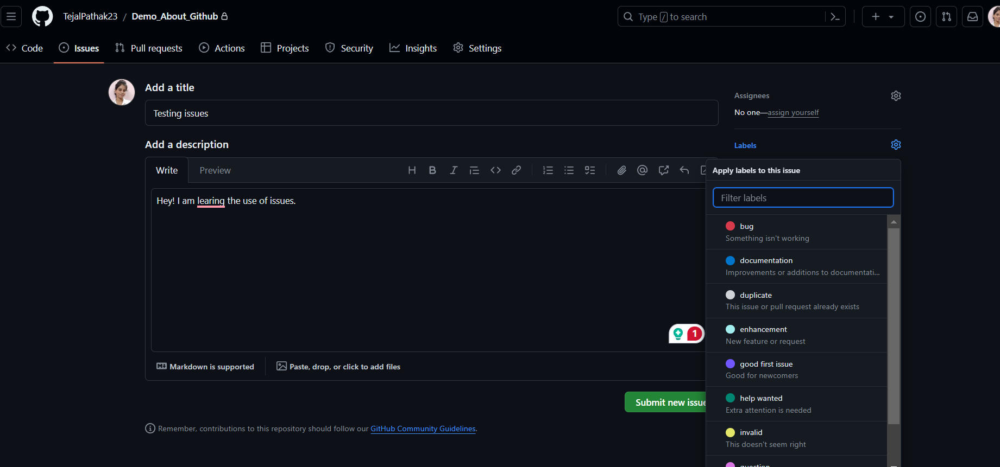 TejalPathak23 / Demo_About_Github
Type / to search
Code
Issues
Pull requests
Actions
Projects
Security
Insights
Settings
Add a title
Testing issues
Add a description
Write
Preview
Hey! I am learing the use of issues.
1
Markdown is supported
Paste, drop, or click to add files
Submit new issue
Remember, contributions to this repository should follow our GitHub Community Guidelines.
Assignees
No one—assign yourself
Labels
Apply labels to this issue
Filter labels
bug
Something isn't working
documentation
Improvements or additions to documentati...
duplicate
This issue or pull request already exists
enhancement
New feature or request
good first issue
Good for newcomers
help wanted
Extra attention is needed
invalid
This doesn't seem right
question